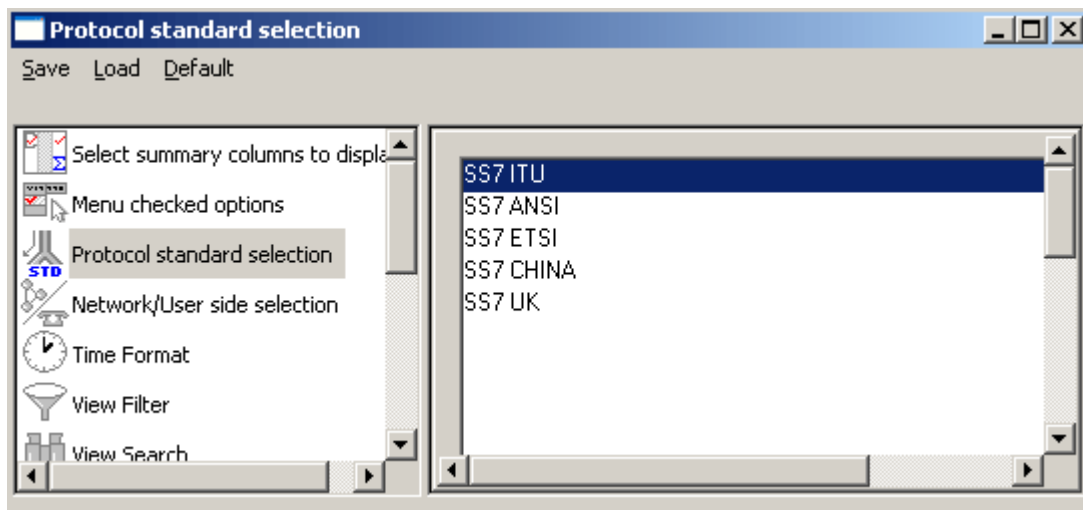 Protocol standard selection
Save Load Default
Select summary columns to displa
Menu checked options
Protocol standard selection
STD
Network/User side selection
Time Format
View Filter
View Search
SS7 ITU
SS7 ANSI
SS7 ETSI
SS7 CHINA
SS7 UK